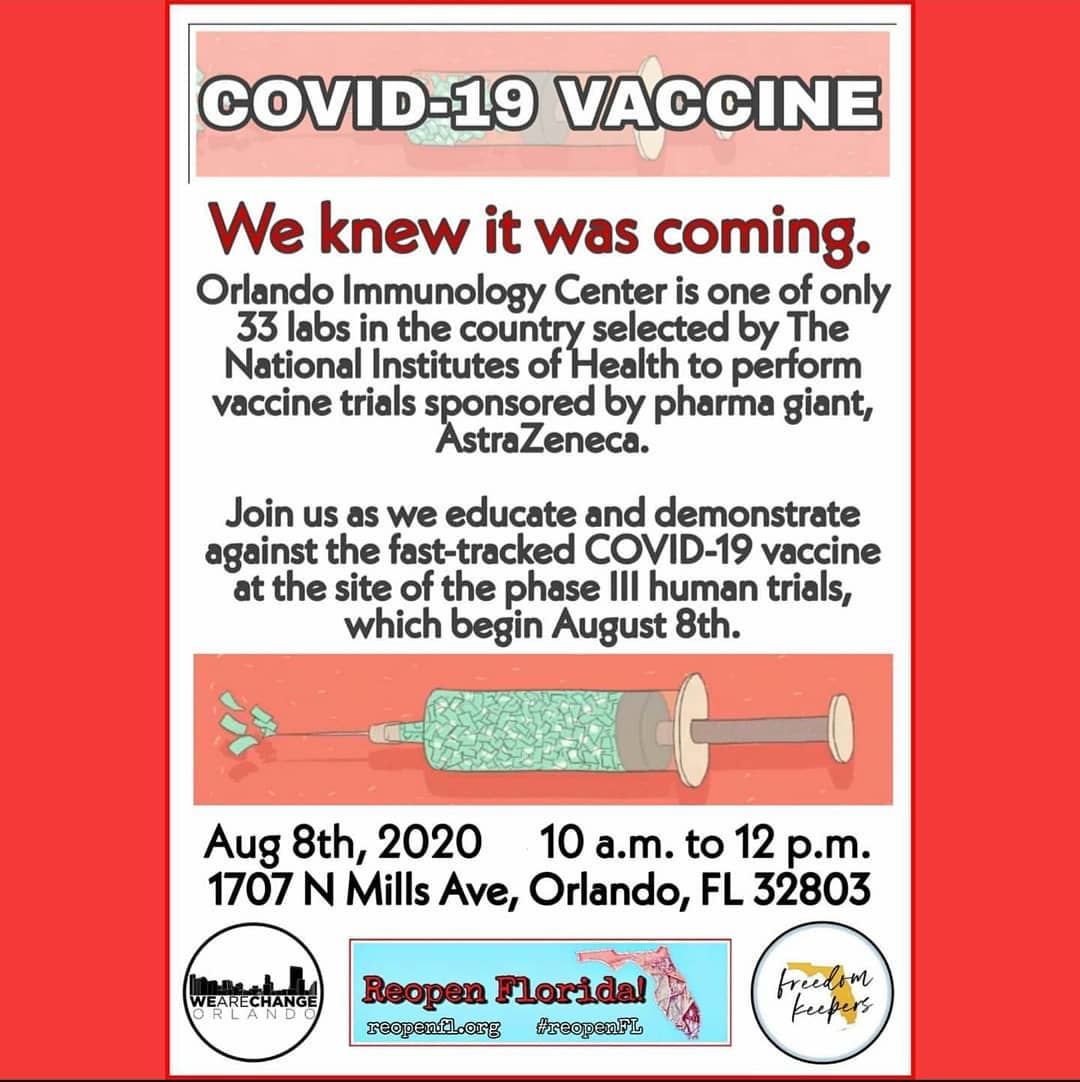 COVID-19 VACCINE
We knew it was coming.
Orlando Immunology Center is one of only
33 labs in the country selected by The
National Institutes of Health to perform
vaccine trials sponsored by pharma giant,
AstraZeneca.
Join us as we educate and demonstrate
against the fast-tracked COVID-19 vaccine
at the site of the phase III human trials,
which begin August 8th.
Aug 8th, 2020 10 a.m. to 12 p.m.
1707 N Mills Ave, Orlando, FL 32803
WEARECHANGE
ORLANDO
Reopen Florida!
reopenfl.org #reopenFL
freedom
keepers